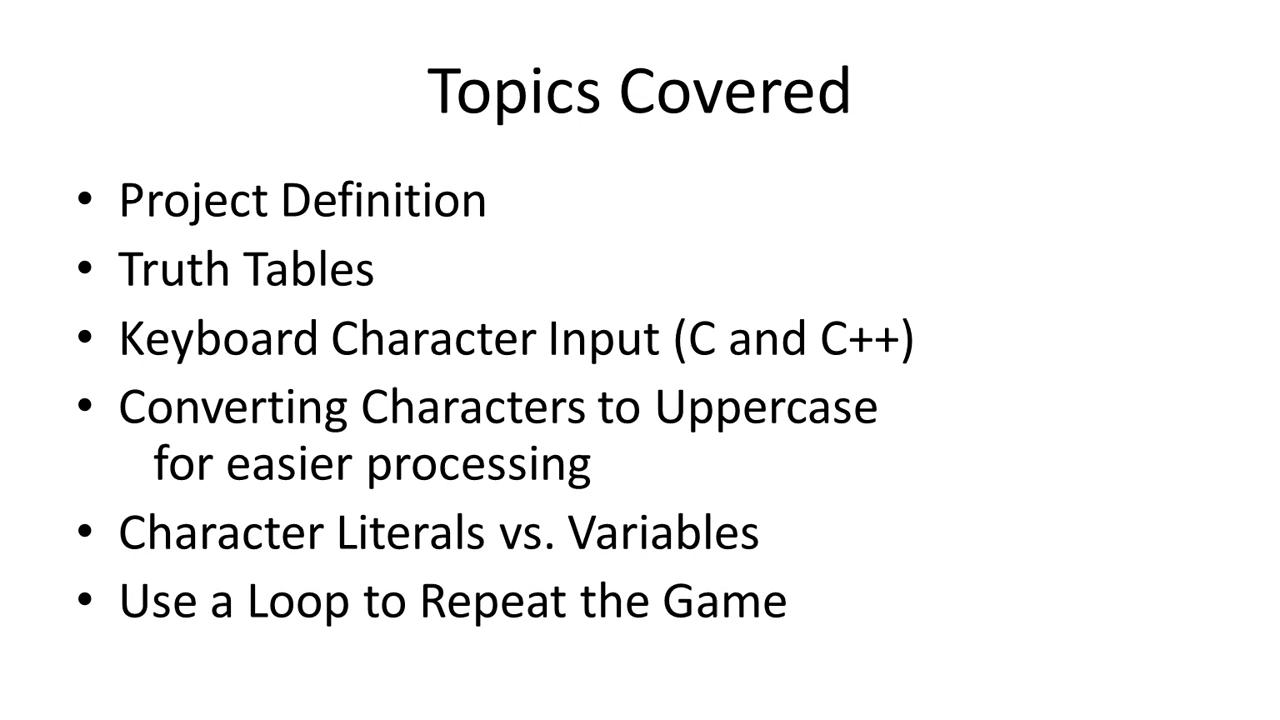 Topics Covered
• Project Definition
• Truth Tables
• Keyboard Character Input (C and C++)
• Converting Characters to Uppercase
for easier processing
• Character Literals vs. Variables
• Use a Loop to Repeat the Game